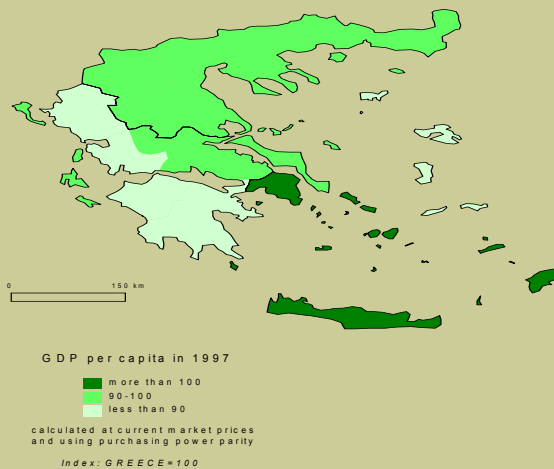 0 150 km
GDP per capita in 1997
more than 100
90-100
less than 90
calculated at current market prices
and using purchasing power parity
Index: GREECE=100